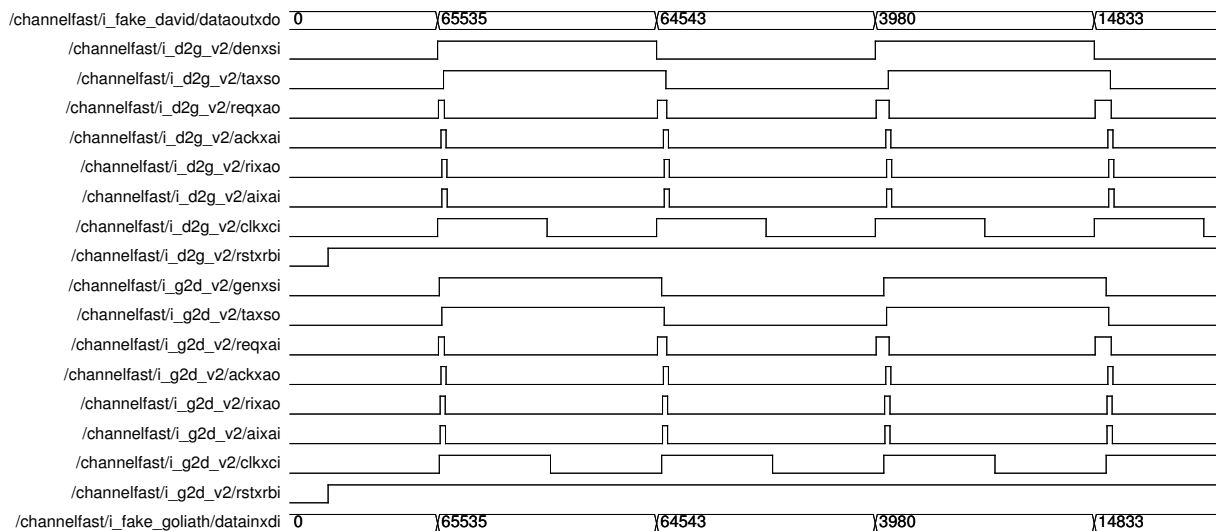 /channelfast/i_fake_david/dataoutxdo 0 65535 64543 3980 14833
/channelfast/i_d2g_v2/denxsi
/channelfast/i_d2g_v2/taxso
/channelfast/i_d2g_v2/reqxao
/channelfast/i_d2g_v2/ackxai
/channelfast/i_d2g_v2/rixao
/channelfast/i_d2g_v2/aixai
/channelfast/i_d2g_v2/clkxci
/channelfast/i_d2g_v2/rstxrbi
/channelfast/i_g2d_v2/genxsi
/channelfast/i_g2d_v2/taxso
/channelfast/i_g2d_v2/reqxai
/channelfast/i_g2d_v2/ackxao
/channelfast/i_g2d_v2/rixao
/channelfast/i_g2d_v2/aixai
/channelfast/i_g2d_v2/clkxci
/channelfast/i_g2d_v2/rstxrbi
/channelfast/i_fake_goliath/datainxdi 0 65535 64543 3980 14833